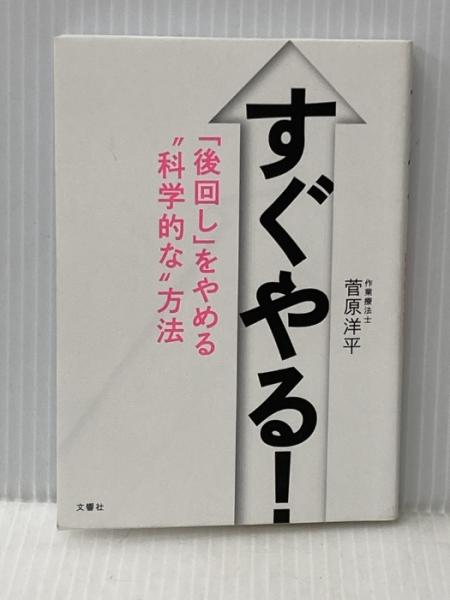 すぐやる!
「後回し」をやめる
“科学的な”方法
作業療法士
菅原洋平
文響社